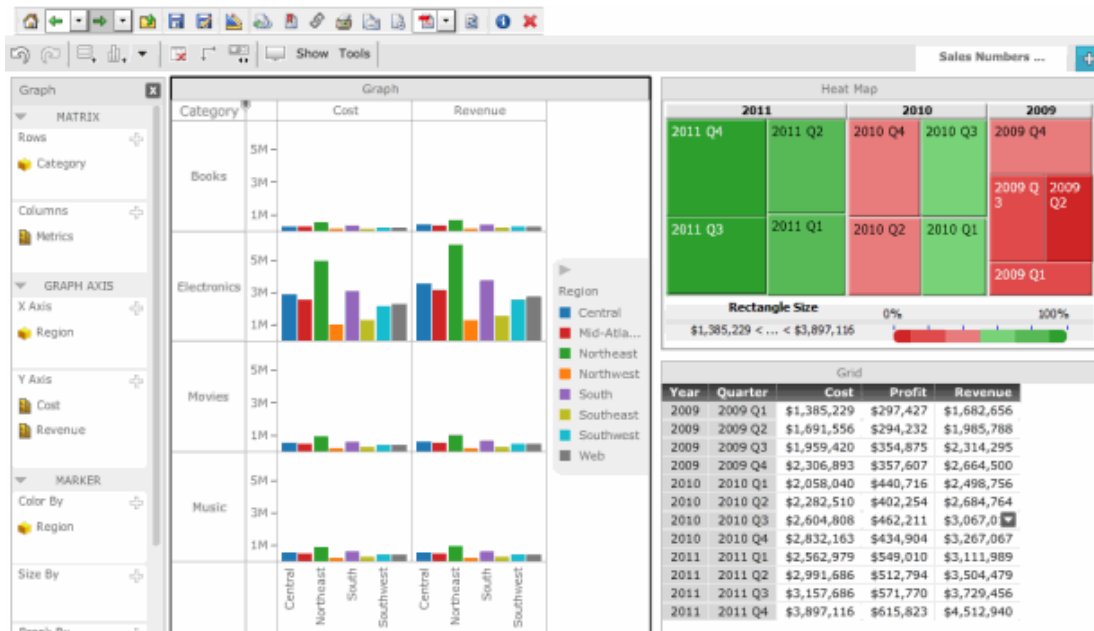 Show Tools
Sales Numbers ...
Graph
MATRIX
Rows
Category
Columns
Metrics
GRAPH AXIS
X Axis
Region
Y Axis
Cost
Revenue
MARKER
Color By
Region
Size By
Graph
Category Cost Revenue
Books
5M
3M
1M
Electronics
5M
3M
1M
Movies
5M
3M
1M
Music
5M
3M
1M
Central Northeast South Southwest Central Northeast South Southwest
Region
Central
Mid-Atla...
Northeast
Northwest
South
Southeast
Southwest
Web
Heat Map
2011 2010 2009
2011 Q4 2011 Q2 2010 Q4 2010 Q3 2009 Q4
2009 Q3 2009 Q2
2011 Q3 2011 Q1 2010 Q2 2010 Q1
2009 Q1
Rectangle Size 0% 100%
$1,385,229 < ... < $3,897,116
Grid
Year Quarter Cost Profit Revenue
2009 2009 Q1 $1,385,229 $297,427 $1,682,656
2009 2009 Q2 $1,691,556 $294,232 $1,985,788
2009 2009 Q3 $1,959,420 $354,875 $2,314,295
2009 2009 Q4 $2,306,893 $357,607 $2,664,500
2010 2010 Q1 $2,058,040 $440,716 $2,498,756
2010 2010 Q2 $2,282,510 $402,254 $2,684,764
2010 2010 Q3 $2,604,808 $462,211
2010 2010 Q4 $2,832,163 $434,904 $3,267,067
2011 2011 Q1 $2,562,979 $549,010 $3,111,989
2011 2011 Q2 $2,991,686 $512,794 $3,504,479
2011 2011 Q3 $3,157,686 $571,770 $3,729,456
2011 2011 Q4 $3,897,116 $615,823 $4,512,940